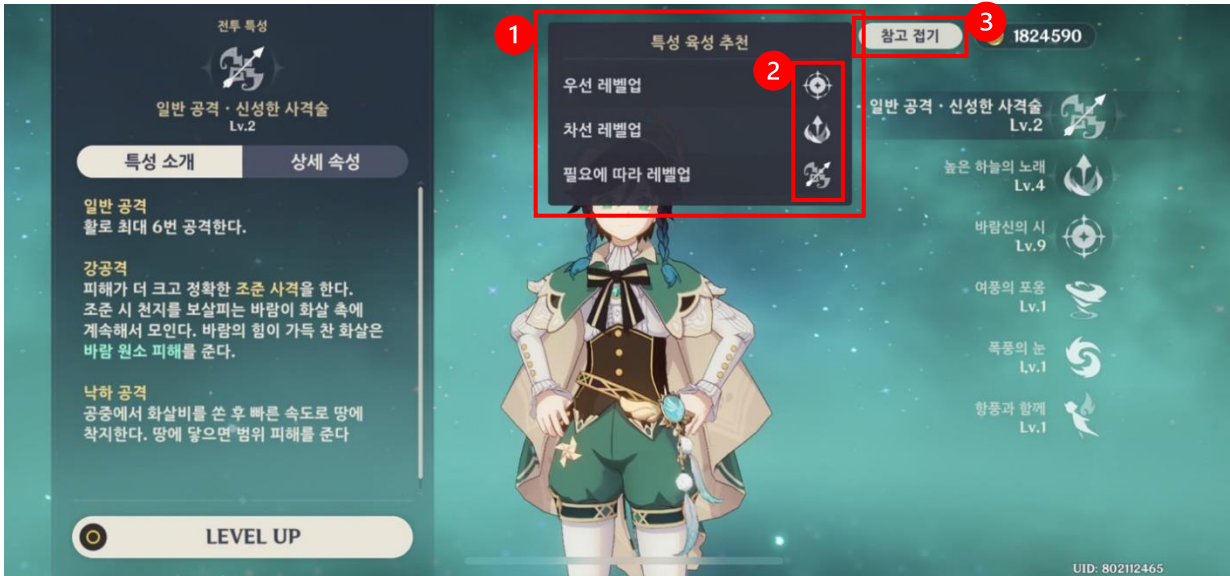 전투 특성
일반 공격 · 신성한 사격술
Lv.2
특성 소개
상세 속성
일반 공격
활로 최대 6번 공격한다.
강공격
피해가 더 크고 정확한 조준 사격을 한다.
조준 시 천지를 보살피는 바람이 화살 촉에
계속해서 모인다. 바람의 힘이 가득 찬 화살은
바람 원소 피해를 준다.
낙하 공격
공중에서 화살비를 쏜 후 빠른 속도로 땅에
착지한다. 땅에 닿으면 범위 피해를 준다
LEVEL UP
1
특성 육성 추천
2
우선 레벨업
차선 레벨업
필요에 따라 레벨업
3
참고 접기
1824590
일반 공격 · 신성한 사격술
Lv.2
높은 하늘의 노래
Lv.4
바람신의 시
Lv.9
여풍의 포옹
Lv.1
폭풍의 눈
Lv.1
항풍과 함께
Lv.1
UID: 802112465